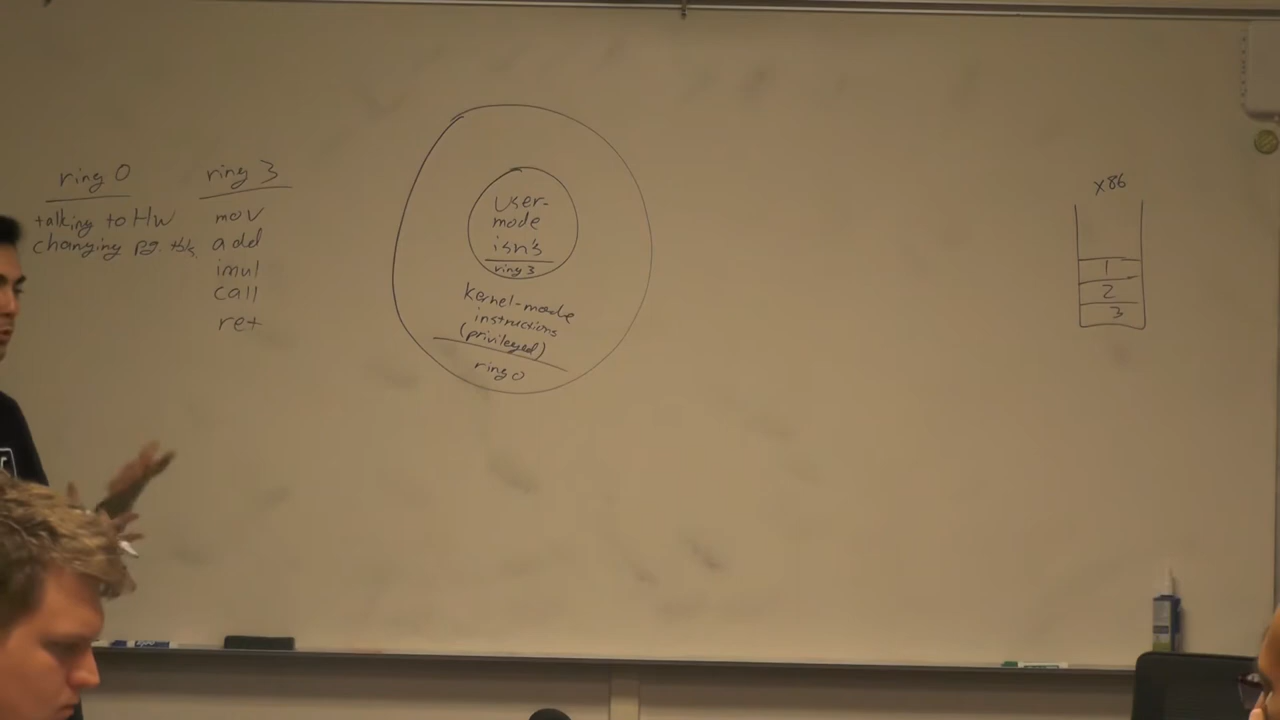 ring 0
talking to HW
changing pg. tbls.
ring 3
mov
add
imul
call
ret
User-
mode
isn's
ring 3
kernel-mode
instructions
(privileged)
ring 0
x86
1
2
3